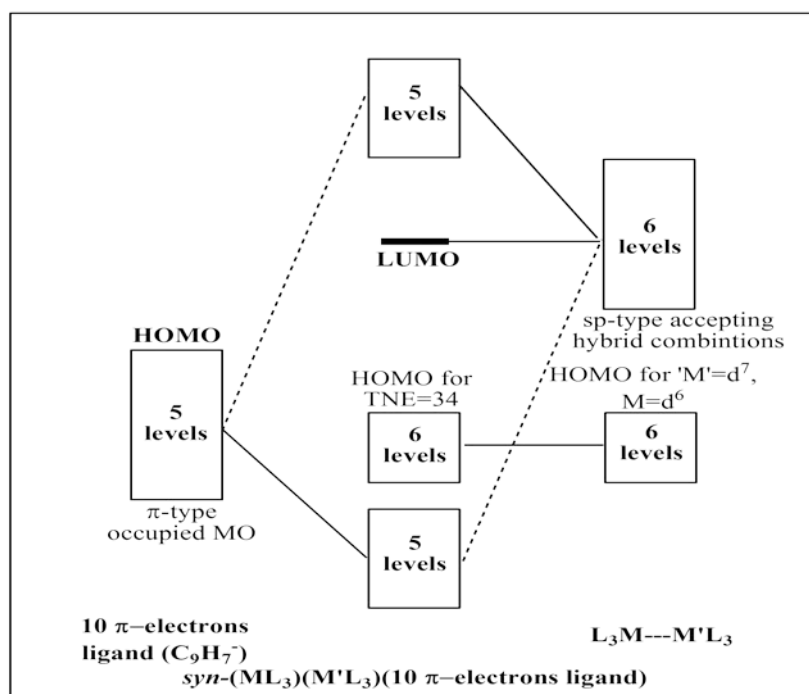 5
levels
LUMO
6
levels
sp-type accepting
hybrid combintions
HOMO
5
levels
π-type
occupied MO
HOMO for
TNE=34
6
levels
HOMO for 'M'=d⁷,
M=d⁶
6
levels
5
levels
10 π–electrons
ligand (C₉H₇⁻)
L₃M---M'L₃
syn-(ML₃)(M'L₃)(10 π–electrons ligand)